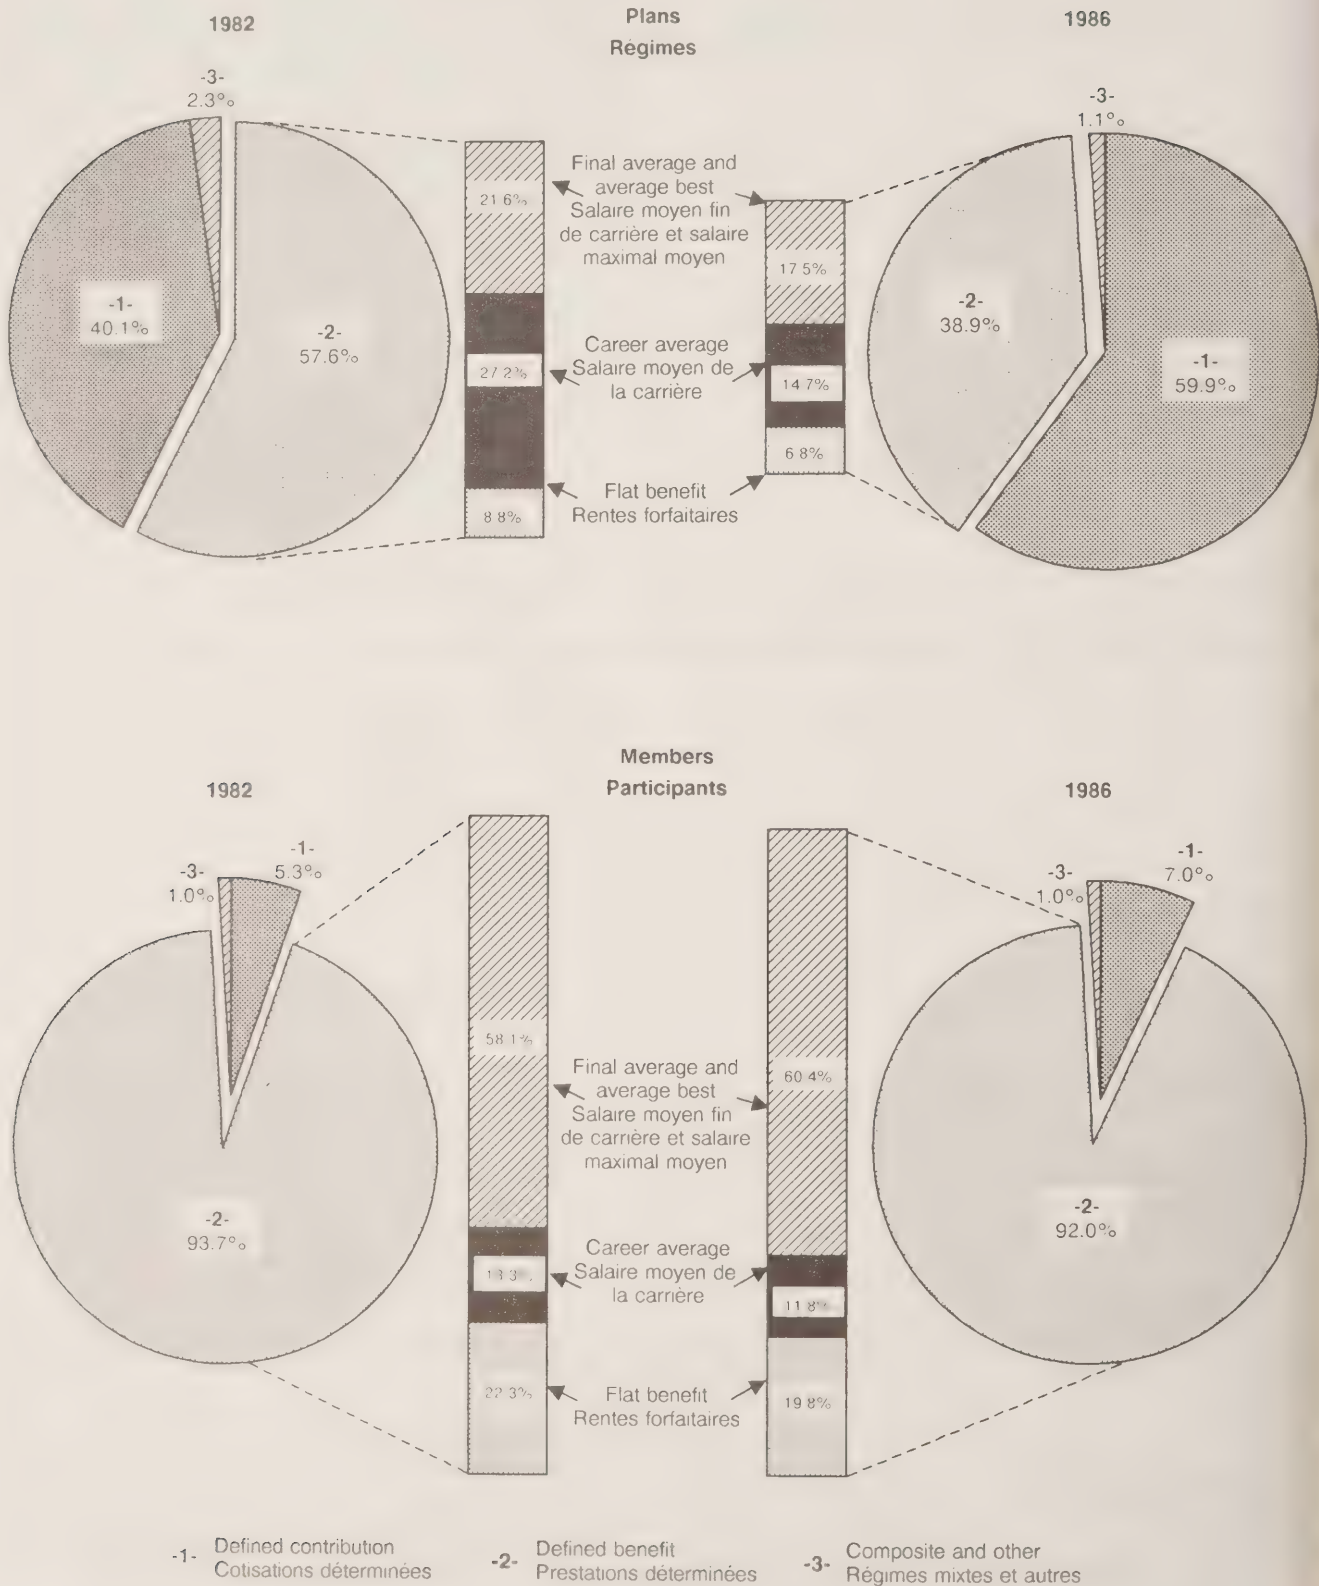 Plans
Régimes
1982
1986
-3-
2.3%
-1-
40.1%
-2-
57.6%
21.6%
27.2%
8.8%
Final average and
average best
Salaire moyen fin
de carrière et salaire
maximal moyen
Career average
Salaire moyen de
la carrière
Flat benefit
Rentes forfaitaires
17.5%
14.7%
6.8%
-3-
1.1%
-2-
38.9%
-1-
59.9%
Members
Participants
1982
1986
-3-
1.0%
-1-
5.3%
-2-
93.7%
58.1%
13.3%
22.3%
Final average and
average best
Salaire moyen fin
de carrière et salaire
maximal moyen
Career average
Salaire moyen de
la carrière
Flat benefit
Rentes forfaitaires
60.4%
11.8%
19.8%
-3-
1.0%
-1-
7.0%
-2-
92.0%
-1- Defined contribution
Cotisations déterminées
-2- Defined benefit
Prestations déterminées
-3- Composite and other
Régimes mixtes et autres